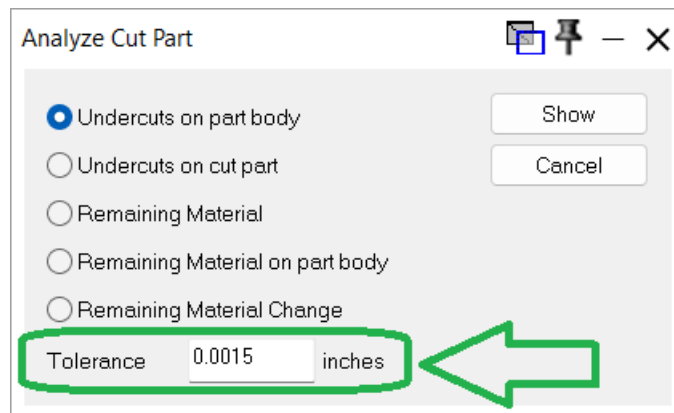 Analyze Cut Part
Undercuts on part body
Show
Undercuts on cut part
Cancel
Remaining Material
Remaining Material on part body
Remaining Material Change
Tolerance 0.0015 inches